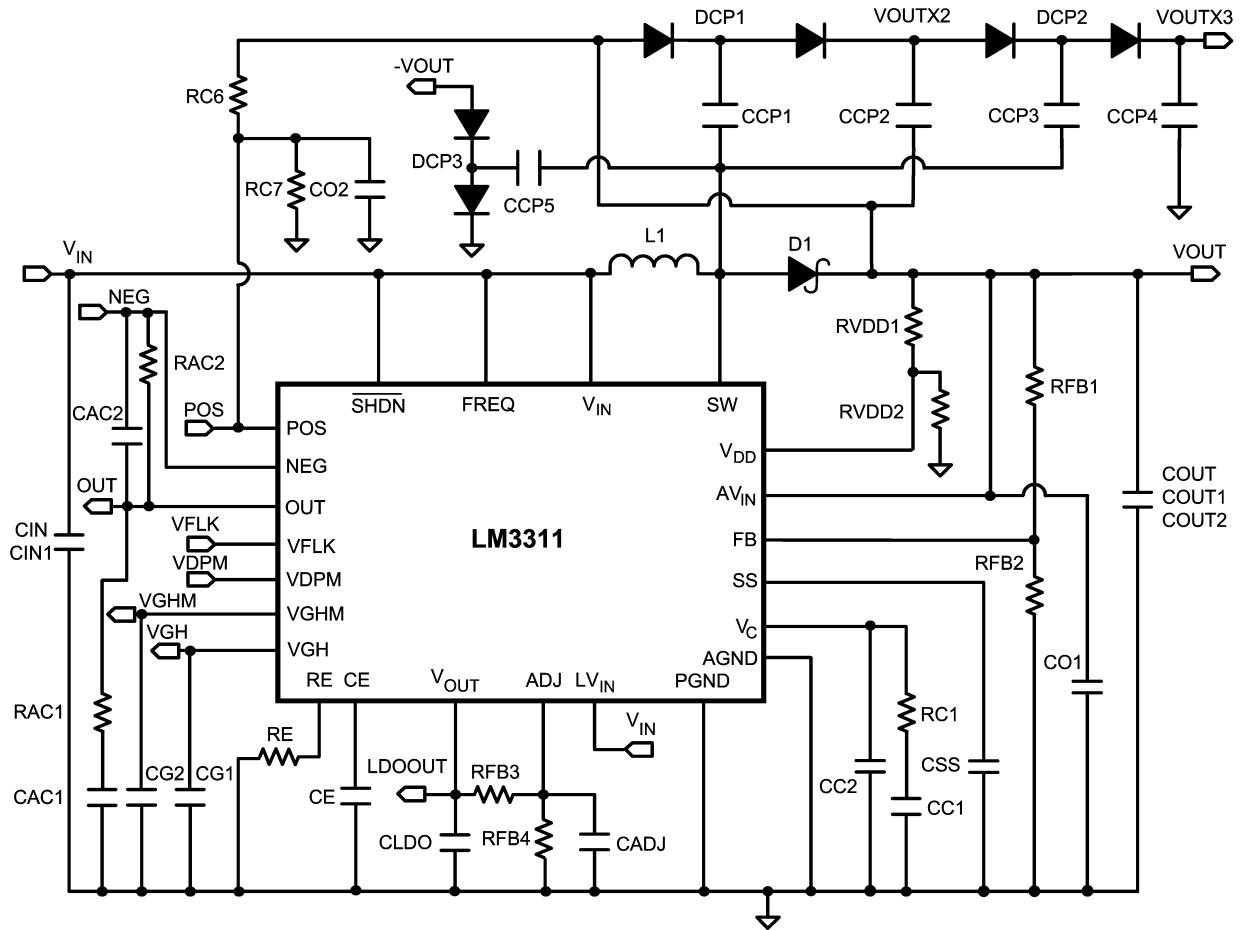 DCP1
VOUTX2
DCP2
VOUTX3
-VOUT
RC6
CCP1
CCP2
CCP3
CCP4
DCP3
RC7
CO2
CCP5
VIN
L1
D1
VOUT
NEG
RVDD1
RAC2
RFB1
CAC2
POS
SHDN
FREQ
VIN
SW
RVDD2
POS
VDD
NEG
AVIN
OUT
OUT
COUT
COUT1
COUT2
CIN
CIN1
VFLK
VFLK
LM3311
FB
RFB2
VDPM
VDPM
SS
VGHM
VGHM
VC
VGH
VGH
AGND
CO1
RE
CE
VOUT
ADJ
LVIN
PGND
RAC1
VIN
RC1
RE
LDOOUT
RFB3
CAC1
CG2
CG1
CE
CC2
CSS
CC1
CLDO
RFB4
CADJ